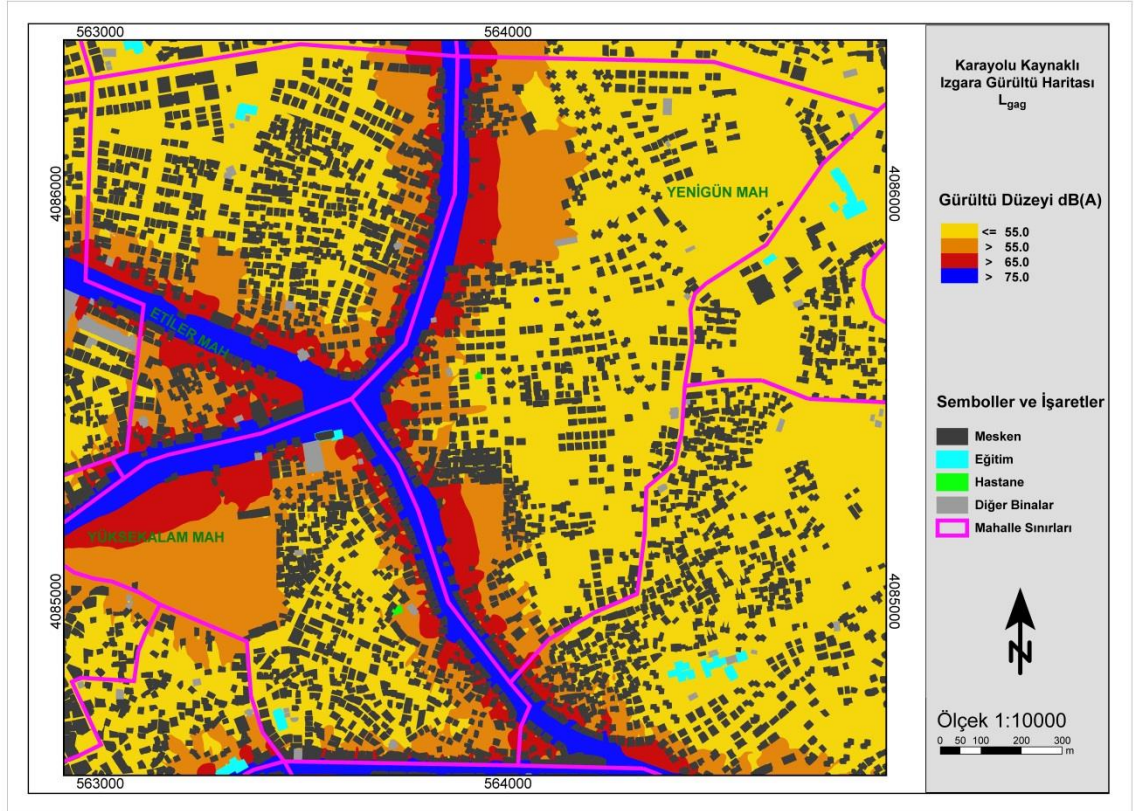 563000
564000
4086000
4086000
YENİGÜN MAH
ETİLER MAH
YÜKSEKALAM MAH
4085000
4085000
563000
564000
Karayolu Kaynaklı
Izgara Gürültü Haritası
Lgag
Gürültü Düzeyi dB(A)
<= 55.0
> 55.0
> 65.0
> 75.0
Semboller ve İşaretler
Mesken
Eğitim
Hastane
Diğer Binalar
Mahalle Sınırları
N
Ölçek 1:10000
0 50 100 200 300
m